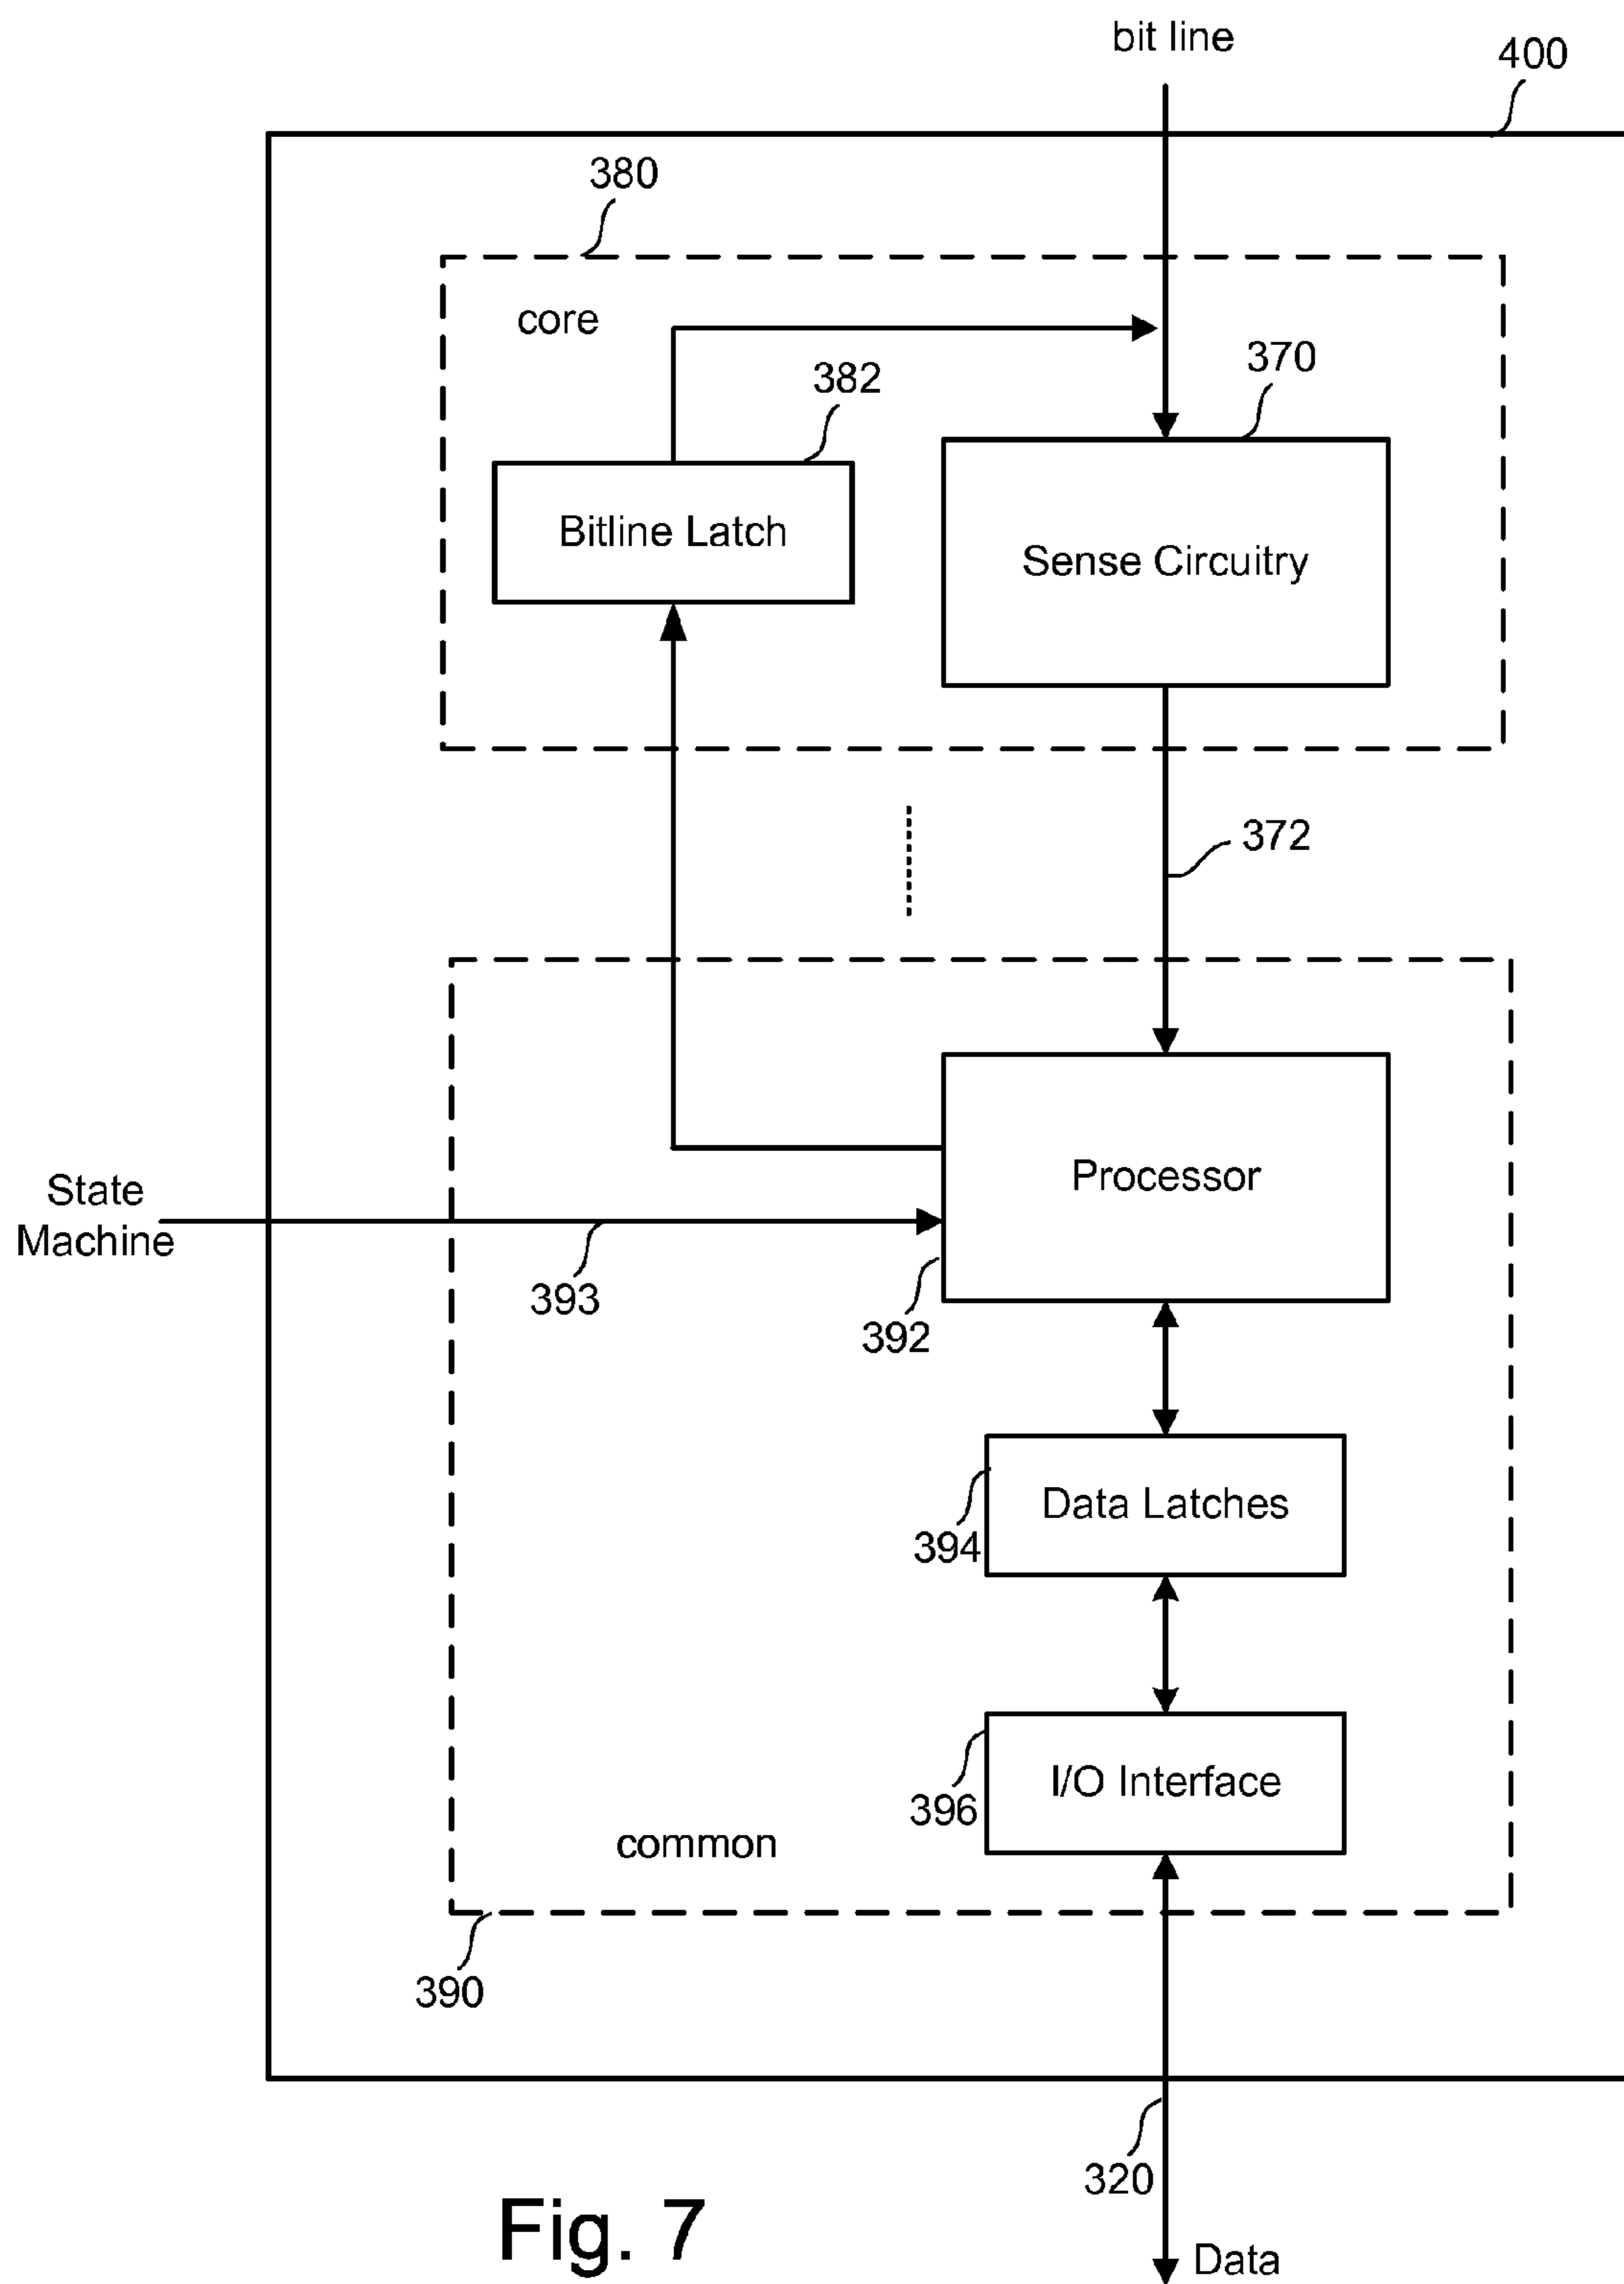 bit line
400
380
core
382
370
Bitline Latch
Sense Circuitry
372
Processor
State
Machine
393
392
Data Latches
394
I/O Interface
396
common
390
320
Fig. 7
Data